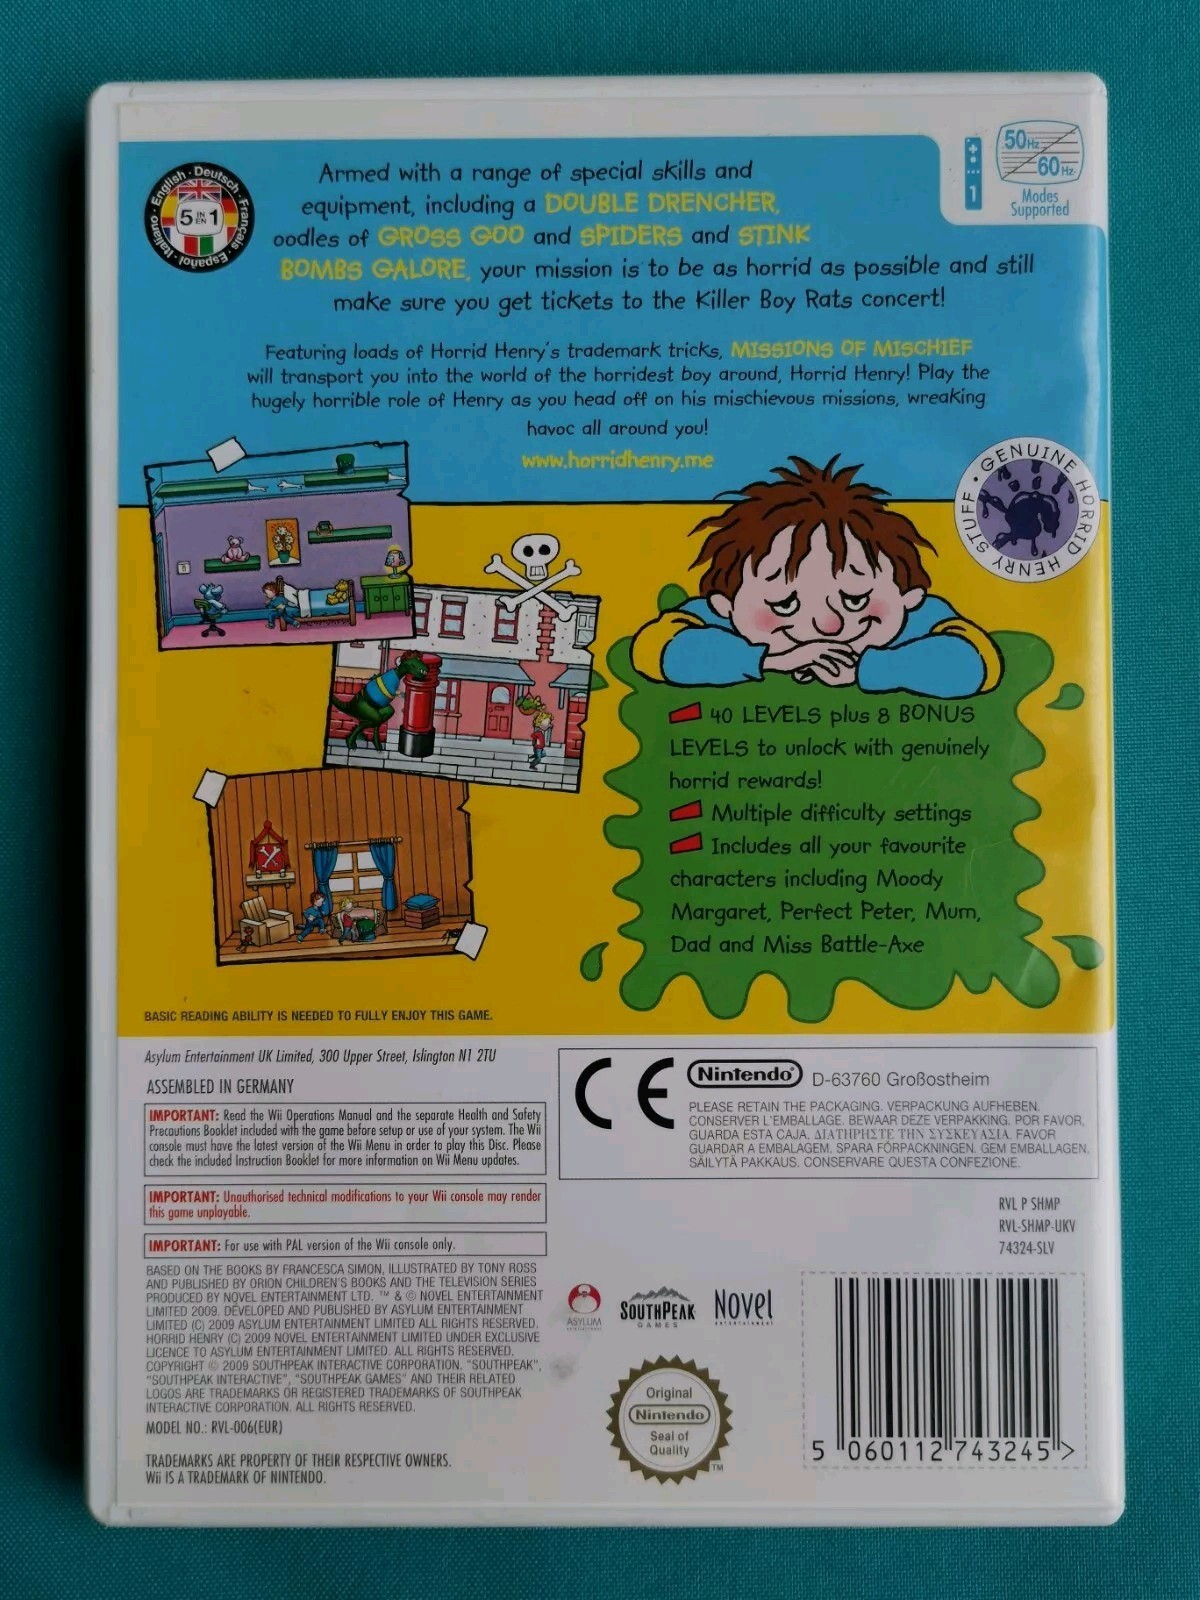 English · Deutsch · Français · Español · Italiano ·
5 IN EN 1
50Hz
60Hz
Modes
Supported
1
Armed with a range of special skills and
equipment, including a DOUBLE DRENCHER,
oodles of GROSS GOO and SPIDERS and STINK
BOMBS GALORE, your mission is to be as horrid as possible and still
make sure you get tickets to the Killer Boy Rats concert!
Featuring loads of Horrid Henry's trademark tricks, MISSIONS OF MISCHIEF
will transport you into the world of the horridest boy around, Horrid Henry! Play the
hugely horrible role of Henry as you head off on his mischievous missions, wreaking
havoc all around you!
www.horridhenry.me
· GENUINE HORRID HENRY STUFF
40 LEVELS plus 8 BONUS
LEVELS to unlock with genuinely
horrid rewards!
Multiple difficulty settings
Includes all your favourite
characters including Moody
Margaret, Perfect Peter, Mum,
Dad and Miss Battle-Axe
BASIC READING ABILITY IS NEEDED TO FULLY ENJOY THIS GAME.
Asylum Entertainment UK Limited, 300 Upper Street, Islington N1 2TU
ASSEMBLED IN GERMANY
IMPORTANT: Read the Wii Operations Manual and the separate Health and Safety
Precautions Booklet included with the game before setup or use of your system. The Wii
console must have the latest version of the Wii Menu in order to play this Disc. Please
check the included Instruction Booklet for more information on Wii Menu updates.
IMPORTANT: Unauthorised technical modifications to your Wii console may render
this game unplayable.
IMPORTANT: For use with PAL version of the Wii console only.
BASED ON THE BOOKS BY FRANCESCA SIMON, ILLUSTRATED BY TONY ROSS
AND PUBLISHED BY ORION CHILDREN'S BOOKS AND THE TELEVISION SERIES
PRODUCED BY NOVEL ENTERTAINMENT LTD. ™ & © NOVEL ENTERTAINMENT
LIMITED 2009. DEVELOPED AND PUBLISHED BY ASYLUM ENTERTAINMENT
LIMITED (C) 2009 ASYLUM ENTERTAINMENT LIMITED ALL RIGHTS RESERVED.
HORRID HENRY (C) 2009 NOVEL ENTERTAINMENT LIMITED UNDER EXCLUSIVE
LICENCE TO ASYLUM ENTERTAINMENT LIMITED. ALL RIGHTS RESERVED.
COPYRIGHT © 2009 SOUTHPEAK INTERACTIVE CORPORATION. "SOUTHPEAK",
"SOUTHPEAK INTERACTIVE", "SOUTHPEAK GAMES" AND THEIR RELATED
LOGOS ARE TRADEMARKS OR REGISTERED TRADEMARKS OF SOUTHPEAK
INTERACTIVE CORPORATION. ALL RIGHTS RESERVED.
MODEL NO.: RVL-006(EUR)
TRADEMARKS ARE PROPERTY OF THEIR RESPECTIVE OWNERS.
Wii IS A TRADEMARK OF NINTENDO.
CE Nintendo® D-63760 Großostheim
PLEASE RETAIN THE PACKAGING. VERPACKUNG AUFHEBEN.
CONSERVER L'EMBALLAGE. BEWAAR DEZE VERPAKKING. POR FAVOR,
GUARDA ESTA CAJA. ΔΙΑΤΗΡΗΣΤΕ ΤΗΝ ΣΥΣΚΕΥΑΣΙΑ. FAVOR
GUARDAR A EMBALAGEM. SPARA FÖRPACKNINGEN. GEM EMBALLAGEN.
SÄILYTÄ PAKKAUS. CONSERVARE QUESTA CONFEZIONE.
RVL P SHMP
RVL-SHMP-UKV
74324-SLV
ASYLUM
ENTERTAINMENT
SOUTHPEAK
GAMES
Novel
ENTERTAINMENT
Original
Nintendo
Seal of
Quality
™
5 060112 743245 >